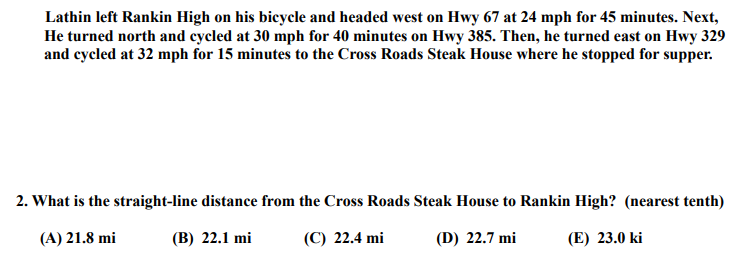 Lathin left Rankin High on his bicycle and headed west on Hwy 67 at 24 mph for 45 minutes. Next,
He turned north and cycled at 30 mph for 40 minutes on Hwy 385. Then, he turned east on Hwy 329
and cycled at 32 mph for 15 minutes to the Cross Roads Steak House where he stopped for supper.
2. What is the straight-line distance from the Cross Roads Steak House to Rankin High? (nearest tenth)
(A) 21.8 mi (B) 22.1 mi (C) 22.4 mi (D) 22.7 mi (E) 23.0 ki